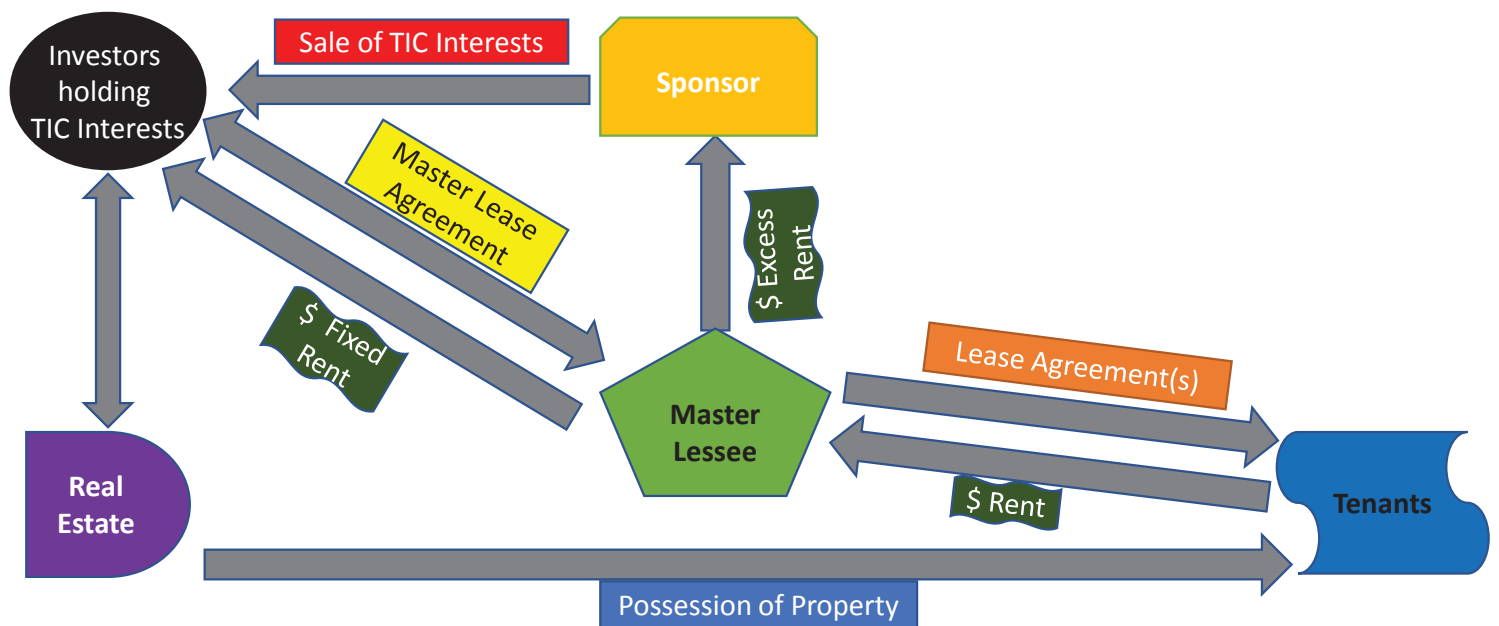 Investors
holding
TIC Interests
Sale of TIC Interests
Sponsor
Master Lease
Agreement
$ Fixed
Rent
$ Excess
Rent
Master
Lessee
Lease Agreement(s)
$ Rent
Real
Estate
Tenants
Possession of Property